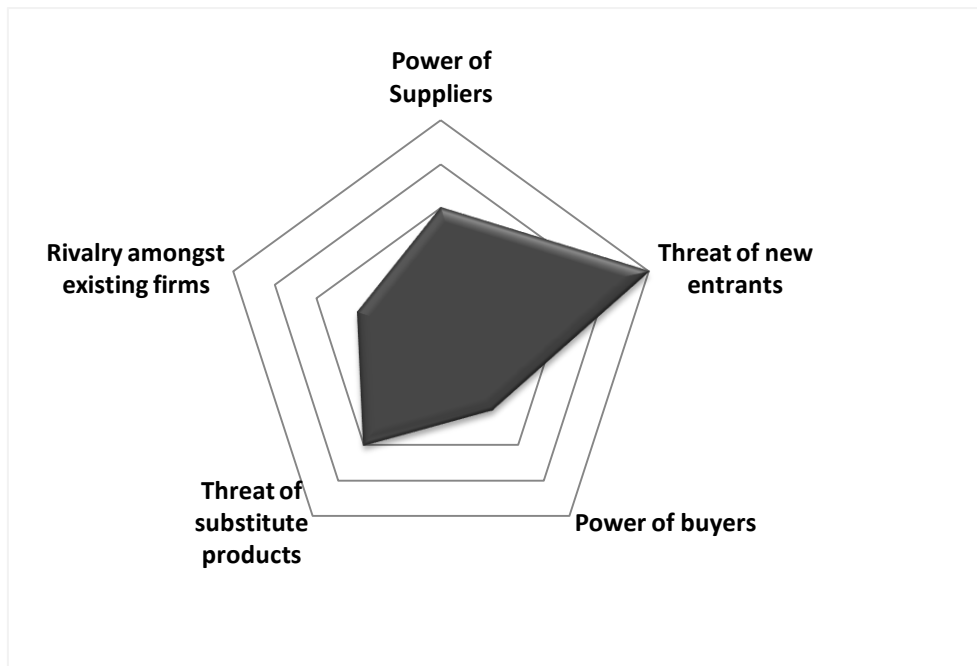 Power of
Suppliers
Rivalry amongst
existing firms
Threat of new
entrants
Threat of
substitute
products
Power of buyers